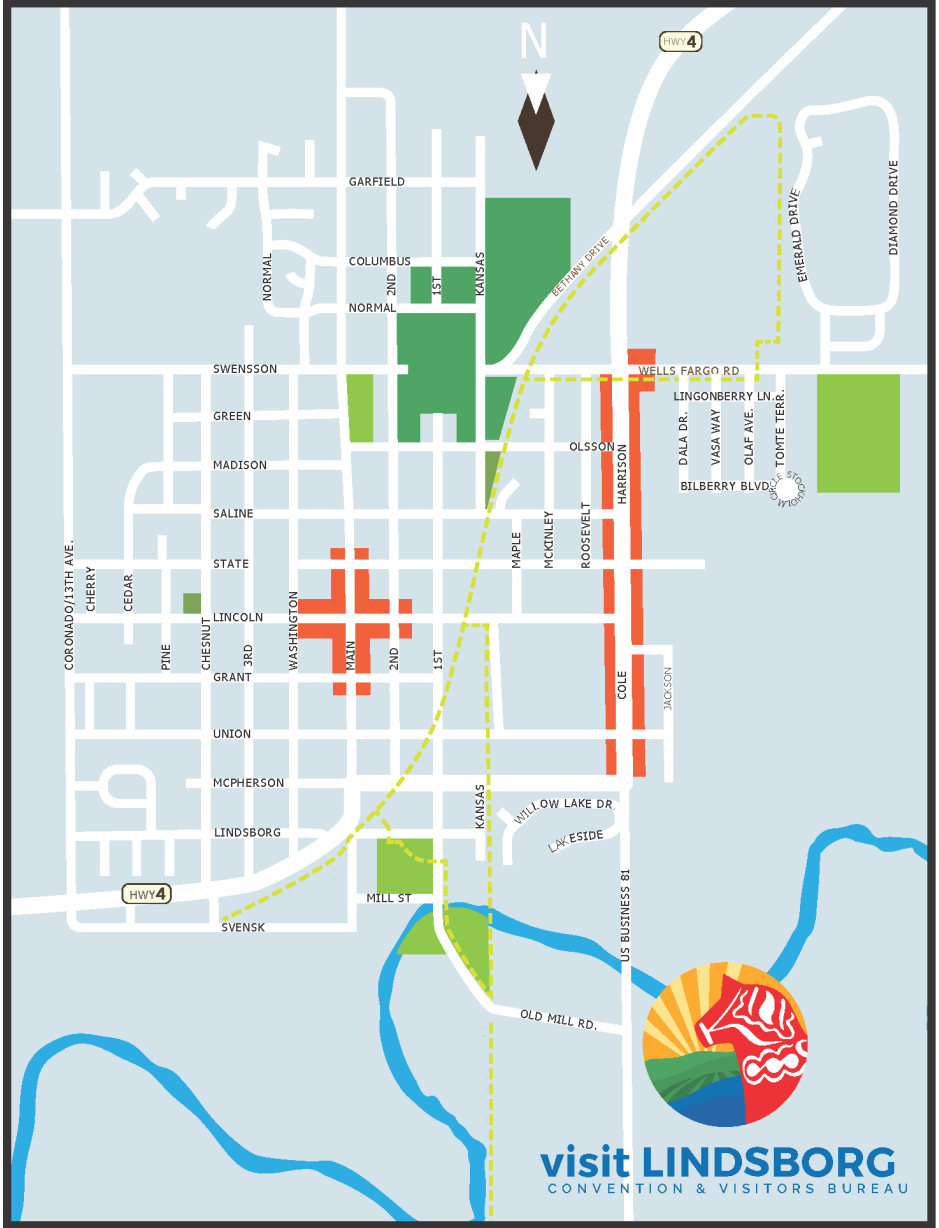 N
HWY4
GARFIELD
COLUMBUS
NORMAL
2ND
1ST
KANSAS
NORMAL
BETHANY DRIVE
EMERALD DRIVE
DIAMOND DRIVE
SWENSSON
WELLS FARGO RD
LINGONBERRY LN.
GREEN
DALA DR.
VASA WAY
OLAF AVE.
TOMTE TERR.
OLSSON
HARRISON
MADISON
BILBERRY BLVD.
STOCKHOLM CIRCLE
SALINE
STATE
MAPLE
MCKINLEY
ROOSEVELT
CORONADO/13TH AVE.
CHERRY
CEDAR
PINE
CHESNUT
LINCOLN
3RD
WASHINGTON
MAIN
2ND
1ST
GRANT
COLE
JACKSON
UNION
MCPHERSON
KANSAS
WILLOW LAKE DR
LAKESIDE
LINDSBORG
HWY4
MILL ST
SVENSK
US BUSINESS 81
OLD MILL RD.
visit LINDSBORG
CONVENTION & VISITORS BUREAU